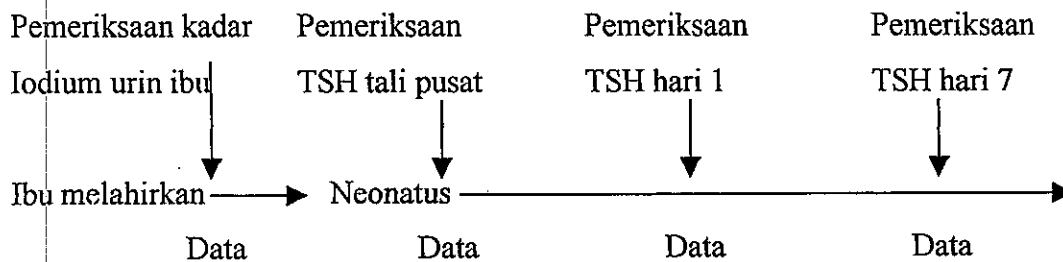 Pemeriksaan kadar Pemeriksaan Pemeriksaan Pemeriksaan
Iodium urin ibu TSH tali pusat TSH hari 1 TSH hari 7
Ibu melahirkan Neonatus
Data Data Data Data